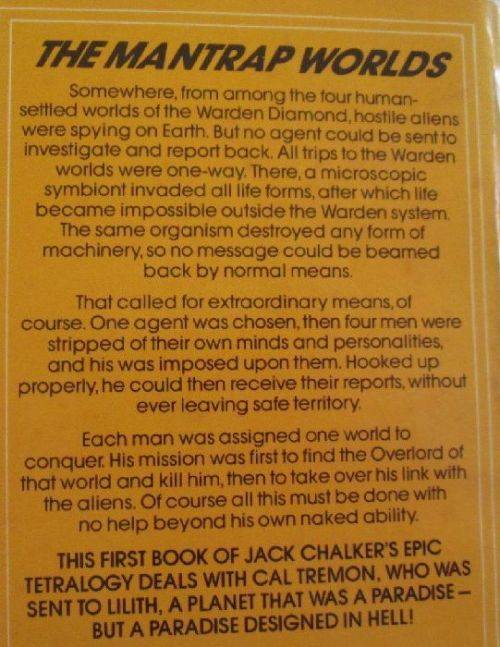 THE MANTRAP WORLDS
Somewhere, from among the four human-
settled worlds of the Warden Diamond, hostile aliens
were spying on Earth. But no agent could be sent to
investigate and report back. All trips to the Warden
worlds were one-way. There, a microscopic
symbiont invaded all life forms, after which life
became impossible outside the Warden system.
The same organism destroyed any form of
machinery, so no message could be beamed
back by normal means.
That called for extraordinary means, of
course. One agent was chosen, then four men were
stripped of their own minds and personalities,
and his was imposed upon them. Hooked up
properly, he could then receive their reports, without
ever leaving safe territory.
Each man was assigned one world to
conquer. His mission was first to find the Overlord of
that world and kill him, then to take over his link with
the aliens. Of course all this must be done with
no help beyond his own naked ability.
THIS FIRST BOOK OF JACK CHALKER'S EPIC
TETRALOGY DEALS WITH CAL TREMON, WHO WAS
SENT TO LILITH, A PLANET THAT WAS A PARADISE—
BUT A PARADISE DESIGNED IN HELL!